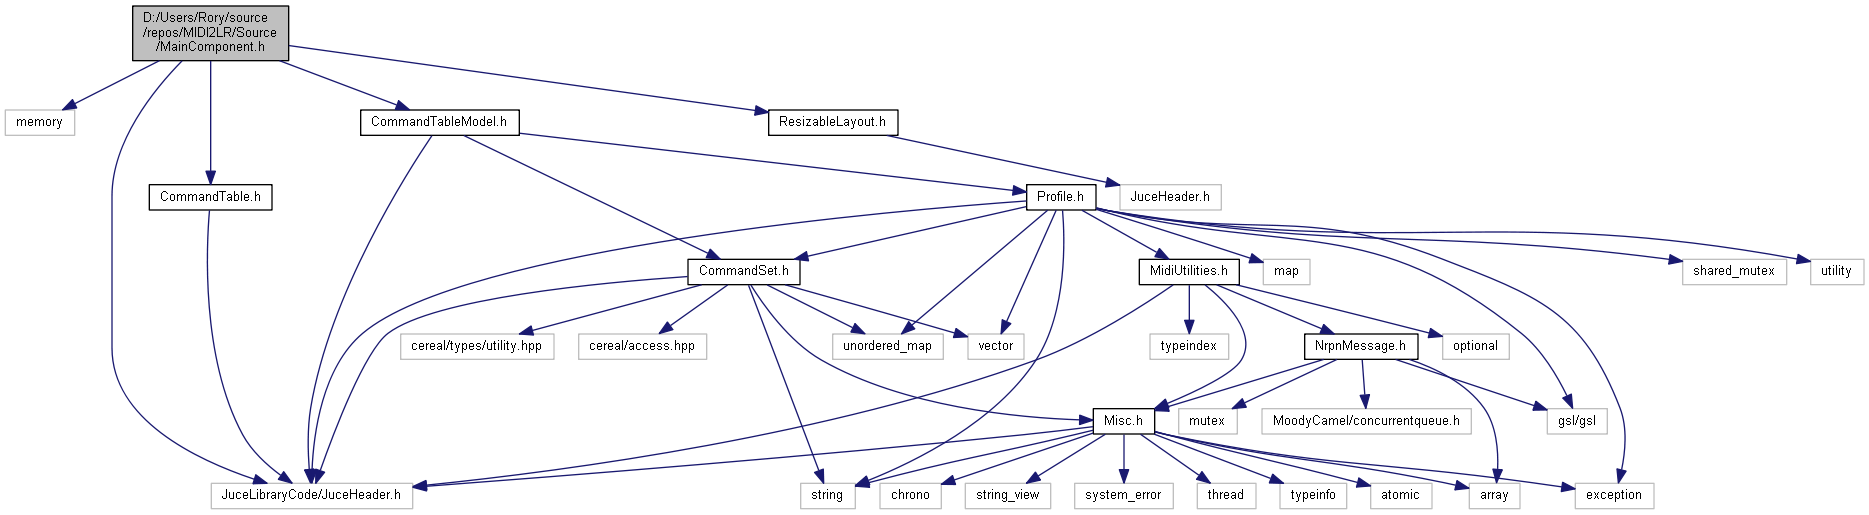 D:/Users/Rory/source
/repos/MIDI2LR/Source
/MainComponent.h
memory
CommandTableModel.h
ResizableLayout.h
CommandTable.h
Profile.h
JuceHeader.h
CommandSet.h
MidiUtilities.h
map
shared_mutex
utility
cereal/types/utility.hpp
cereal/access.hpp
unordered_map
vector
typeindex
NrpnMessage.h
optional
Misc.h
mutex
MoodyCamel/concurrentqueue.h
gsl/gsl
JuceLibraryCode/JuceHeader.h
string
chrono
string_view
system_error
thread
typeinfo
atomic
array
exception